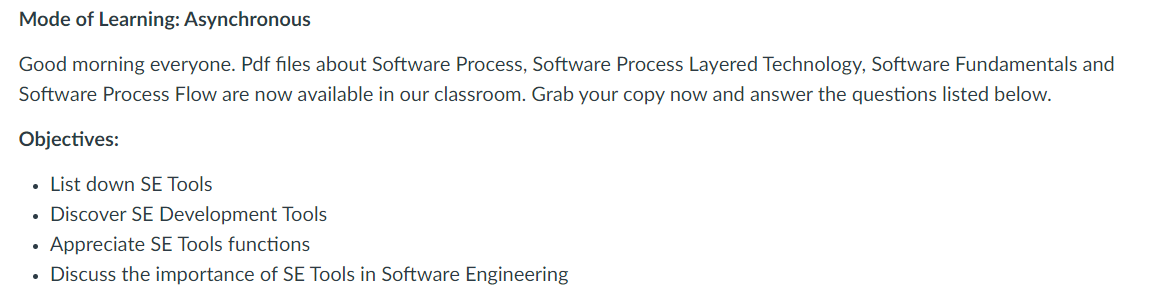 Mode of Learning: Asynchronous
Good morning everyone. Pdf files about Software Process, Software Process Layered Technology, Software Fundamentals and
Software Process Flow are now available in our classroom. Grab your copy now and answer the questions listed below.
Objectives:
• List down SE Tools
• Discover SE Development Tools
• Appreciate SE Tools functions
• Discuss the importance of SE Tools in Software Engineering